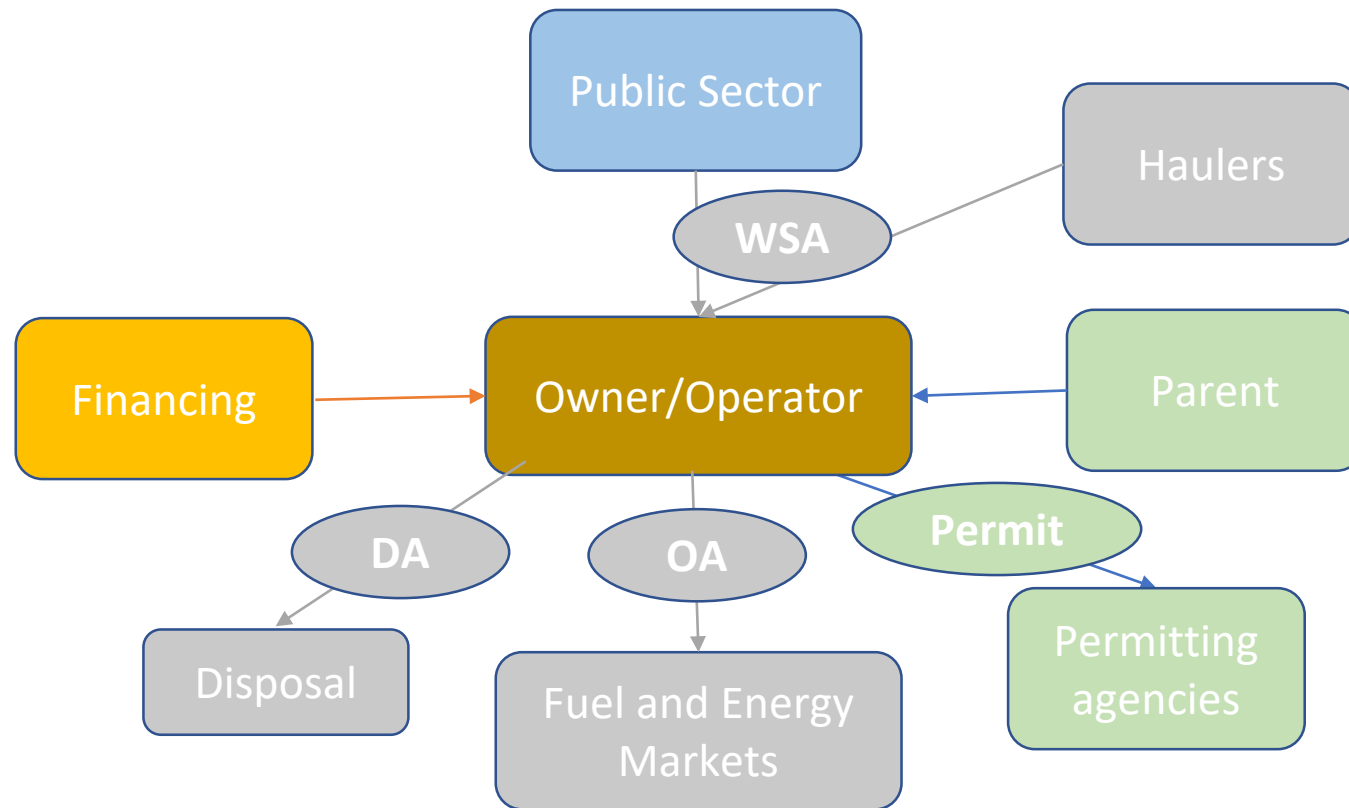 Public Sector
Haulers
WSA
Financing
Owner/Operator
Parent
DA
OA
Permit
Disposal
Fuel and Energy
Markets
Permitting
agencies